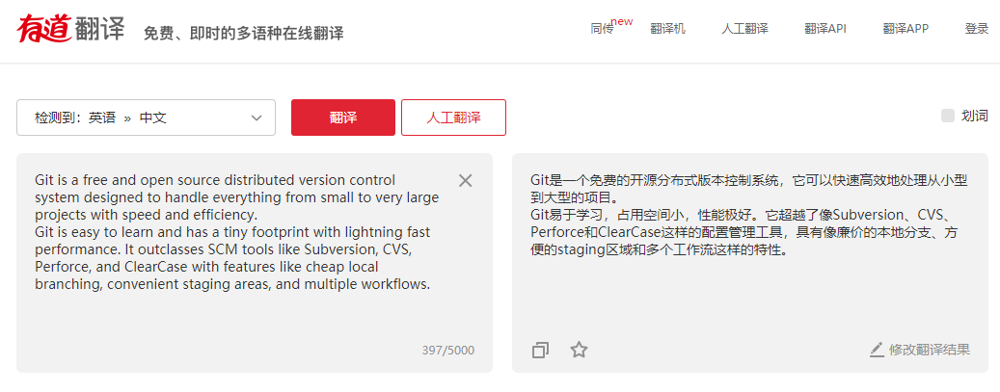 有道翻译 免费、即时的多语种在线翻译 同传new 翻译机 人工翻译 翻译API 翻译APP 登录
检测到：英语 » 中文 翻译 人工翻译 划词
Git is a free and open source distributed version control
system designed to handle everything from small to very large
projects with speed and efficiency.
Git is easy to learn and has a tiny footprint with lightning fast
performance. It outclasses SCM tools like Subversion, CVS,
Perforce, and ClearCase with features like cheap local
branching, convenient staging areas, and multiple workflows.
397/5000
Git是一个免费的开源分布式版本控制系统，它可以快速高效地处理从小型
到大型的项目。
Git易于学习，占用空间小，性能极好。它超越了像Subversion、CVS、
Perforce和ClearCase这样的配置管理工具，具有像廉价的本地分支、方
便的staging区域和多个工作流这样的特性。
修改翻译结果